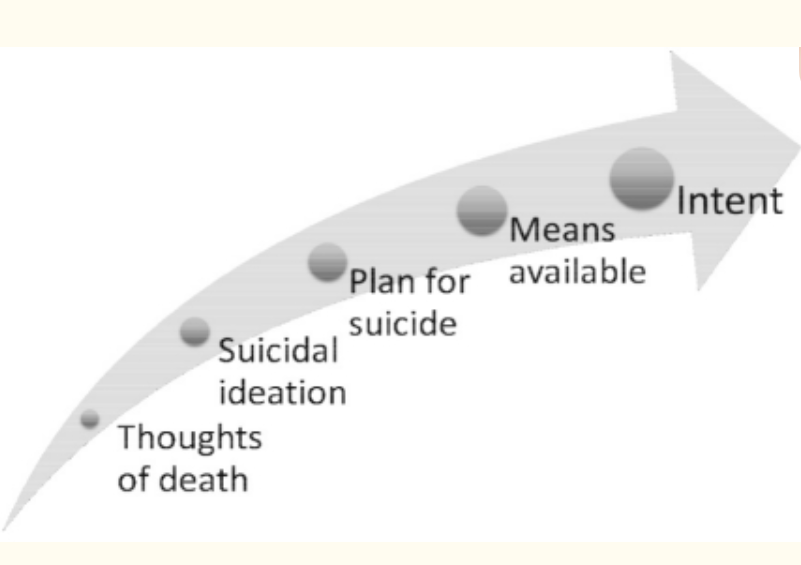 Intent
Means
available
Plan for
suicide
Suicidal
ideation
Thoughts
of death